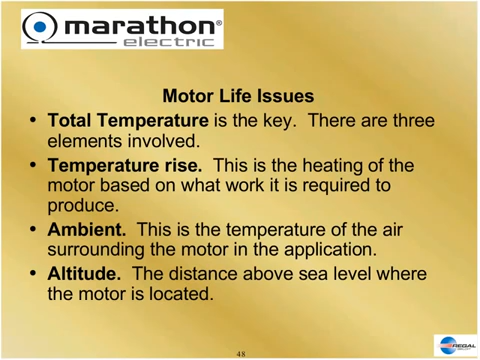 marathon®
electric
Motor Life Issues
• Total Temperature is the key. There are three
elements involved.
• Temperature rise. This is the heating of the
motor based on what work it is required to
produce.
• Ambient. This is the temperature of the air
surrounding the motor in the application.
• Altitude. The distance above sea level where
the motor is located.
48
REGAL